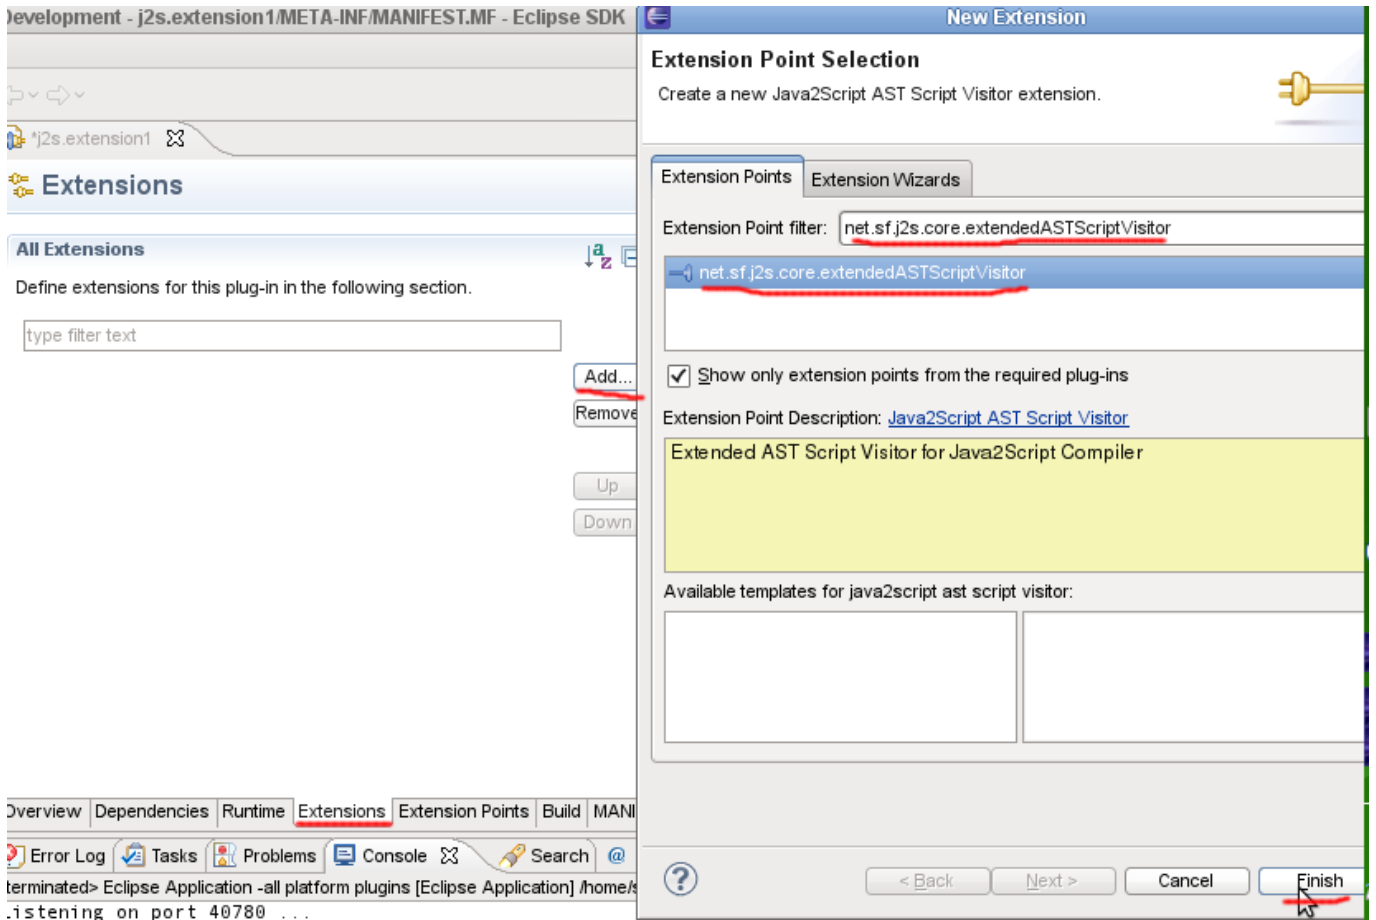 Development - j2s.extension1/META-INF/MANIFEST.MF - Eclipse SDK
*j2s.extension1
Extensions
All Extensions
Define extensions for this plug-in in the following section.
type filter text
Add...
Remove
Up
Down
Overview Dependencies Runtime Extensions Extension Points Build MANI
Error Log Tasks Problems Console Search @
terminated> Eclipse Application -all platform plugins [Eclipse Application] /home/s
Listening on port 40780 ...
New Extension
Extension Point Selection
Create a new Java2Script AST Script Visitor extension.
Extension Points Extension Wizards
Extension Point filter: net.sf.j2s.core.extendedASTScriptVisitor
net.sf.j2s.core.extendedASTScriptVisitor
Show only extension points from the required plug-ins
Extension Point Description: Java2Script AST Script Visitor
Extended AST Script Visitor for Java2Script Compiler
Available templates for java2script ast script visitor:
? < Back Next > Cancel Finish